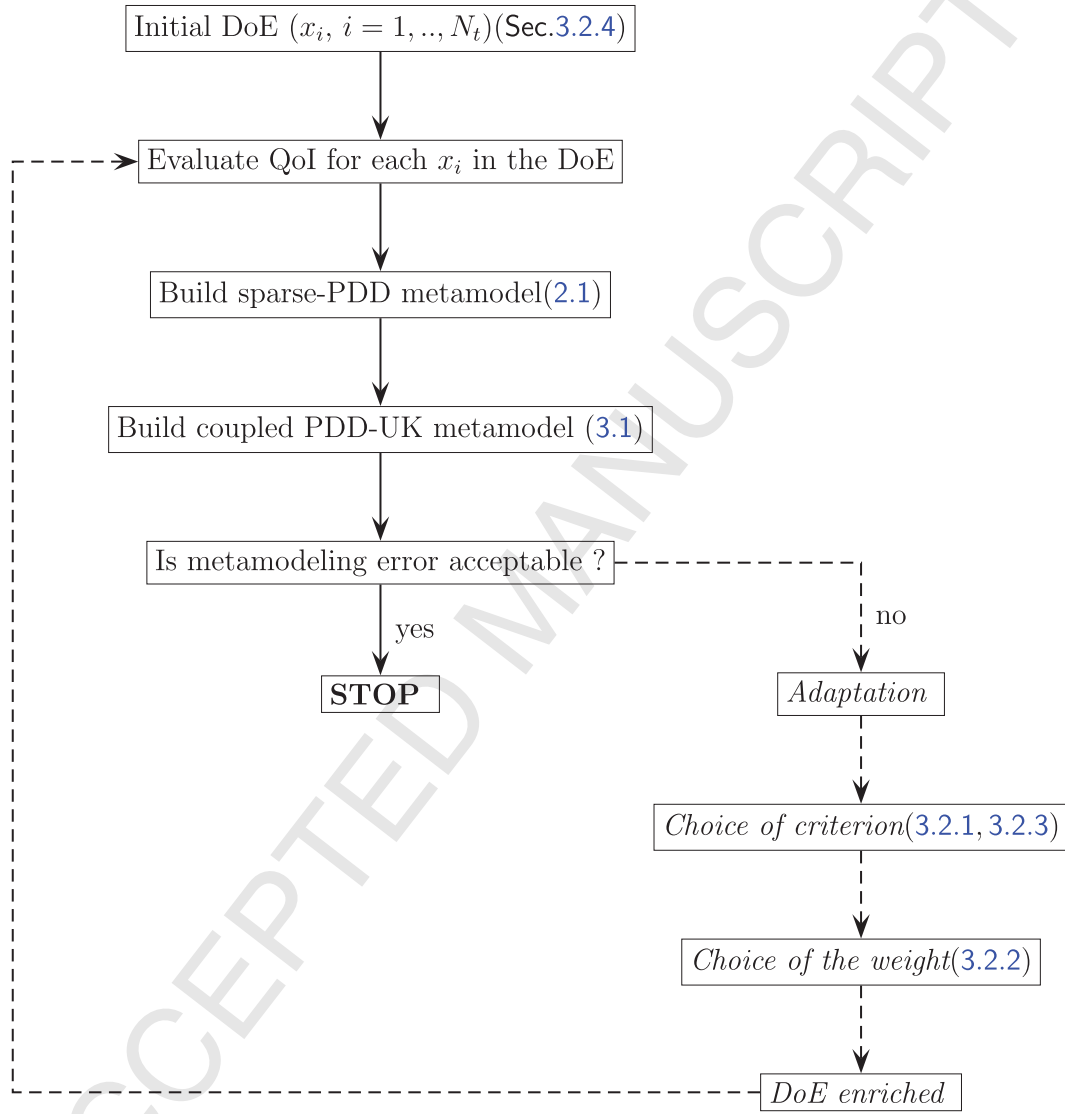 Initial DoE (x_i, i = 1, .., N_t)(Sec.3.2.4)
Evaluate QoI for each x_i in the DoE
Build sparse-PDD metamodel(2.1)
Build coupled PDD-UK metamodel (3.1)
Is metamodeling error acceptable ?
yes
no
STOP
Adaptation
Choice of criterion(3.2.1, 3.2.3)
Choice of the weight(3.2.2)
DoE enriched
CCEPTED MANUSCRIPT